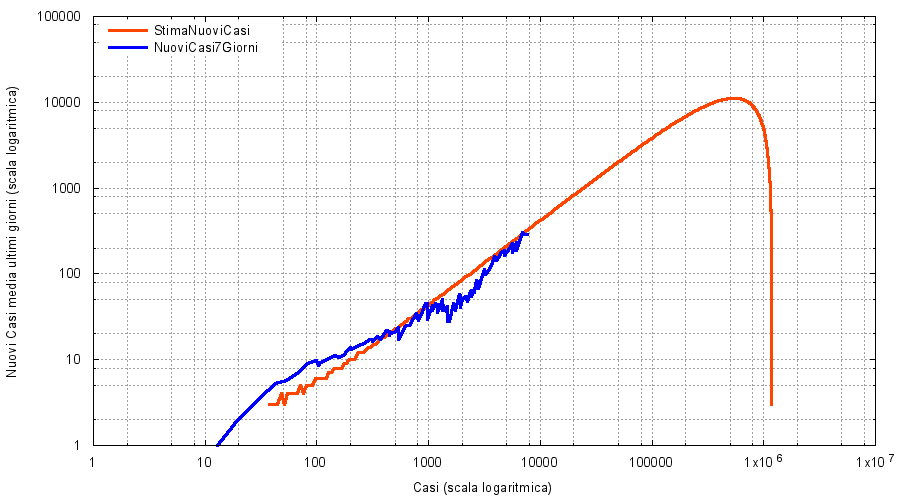 100000
10000
1000
100
10
1
Nuovi Casi media ultimi giorni (scala logaritmica)
StimaNuoviCasi
NuoviCasi7Giorni
1 10 100 1000 10000 100000 1x10^6 1x10^7
Casi (scala logaritmica)